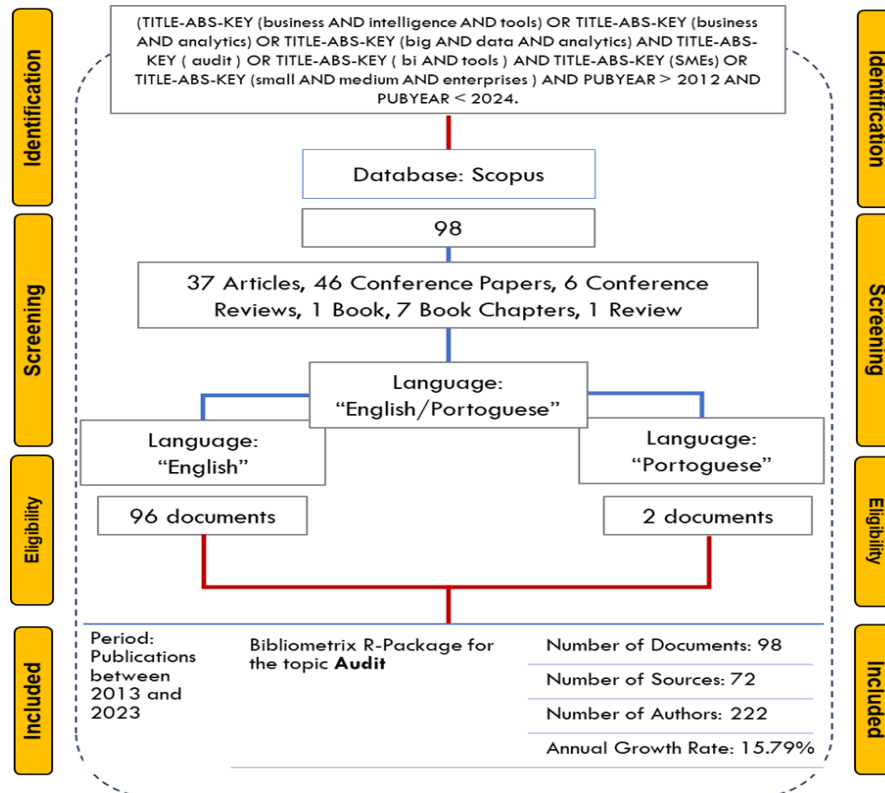 (TITLE-ABS-KEY (business AND intelligence AND tools) OR TITLE-ABS-KEY (business
AND analytics) OR TITLE-ABS-KEY (big AND data AND analytics) AND TITLE-ABS-
KEY ( audit ) OR TITLE-ABS-KEY ( bi AND tools ) AND TITLE-ABS-KEY (SMEs) OR
TITLE-ABS-KEY (small AND medium AND enterprises ) AND PUBYEAR > 2012 AND
PUBYEAR < 2024.
Identification
Identification
Database: Scopus
98
Screening
Screening
37 Articles, 46 Conference Papers, 6 Conference
Reviews, 1 Book, 7 Book Chapters, 1 Review
Language:
“English/Portoguese”
Language:
“English”
Language:
“Portoguese”
Eligibility
Eligibility
96 documents
2 documents
Included
Included
Period:
Publications
between
2013 and
2023
Bibliometrix R-Package for
the topic Audit
Number of Documents: 98
Number of Sources: 72
Number of Authors: 222
Annual Growth Rate: 15.79%